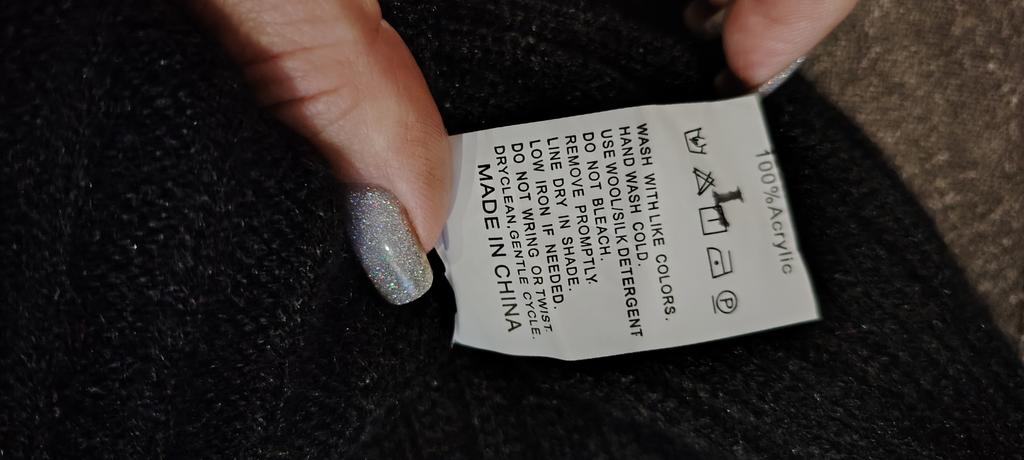 100%Acrylic
P
WASH WITH LIKE COLORS.
HAND WASH COLD.
USE WOOL/SILK DETERGENT
DO NOT BLEACH.
REMOVE PROMPTLY.
LINE DRY IN SHADE.
LOW IRON IF NEEDED.
DO NOT WRING OR TWIST.
DRYCLEAN,GENTLE CYCLE.
MADE IN CHINA